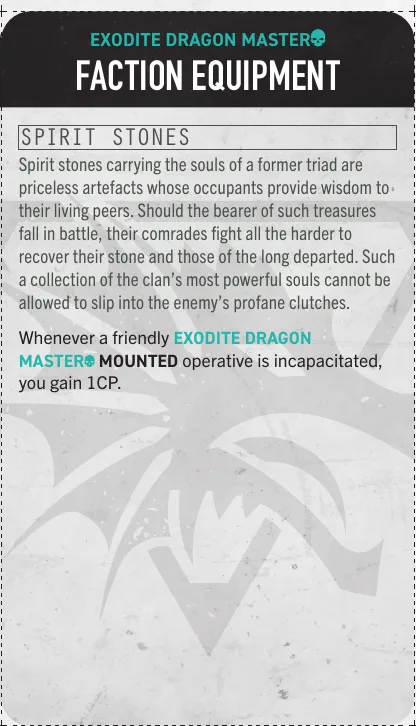 EXODITE DRAGON MASTER
FACTION EQUIPMENT
SPIRIT STONES
Spirit stones carrying the souls of a former triad are
priceless artefacts whose occupants provide wisdom to
their living peers. Should the bearer of such treasures
fall in battle, their comrades fight all the harder to
recover their stone and those of the long departed. Such
a collection of the clan’s most powerful souls cannot be
allowed to slip into the enemy’s profane clutches.
Whenever a friendly EXODITE DRAGON
MASTER MOUNTED operative is incapacitated,
you gain 1CP.